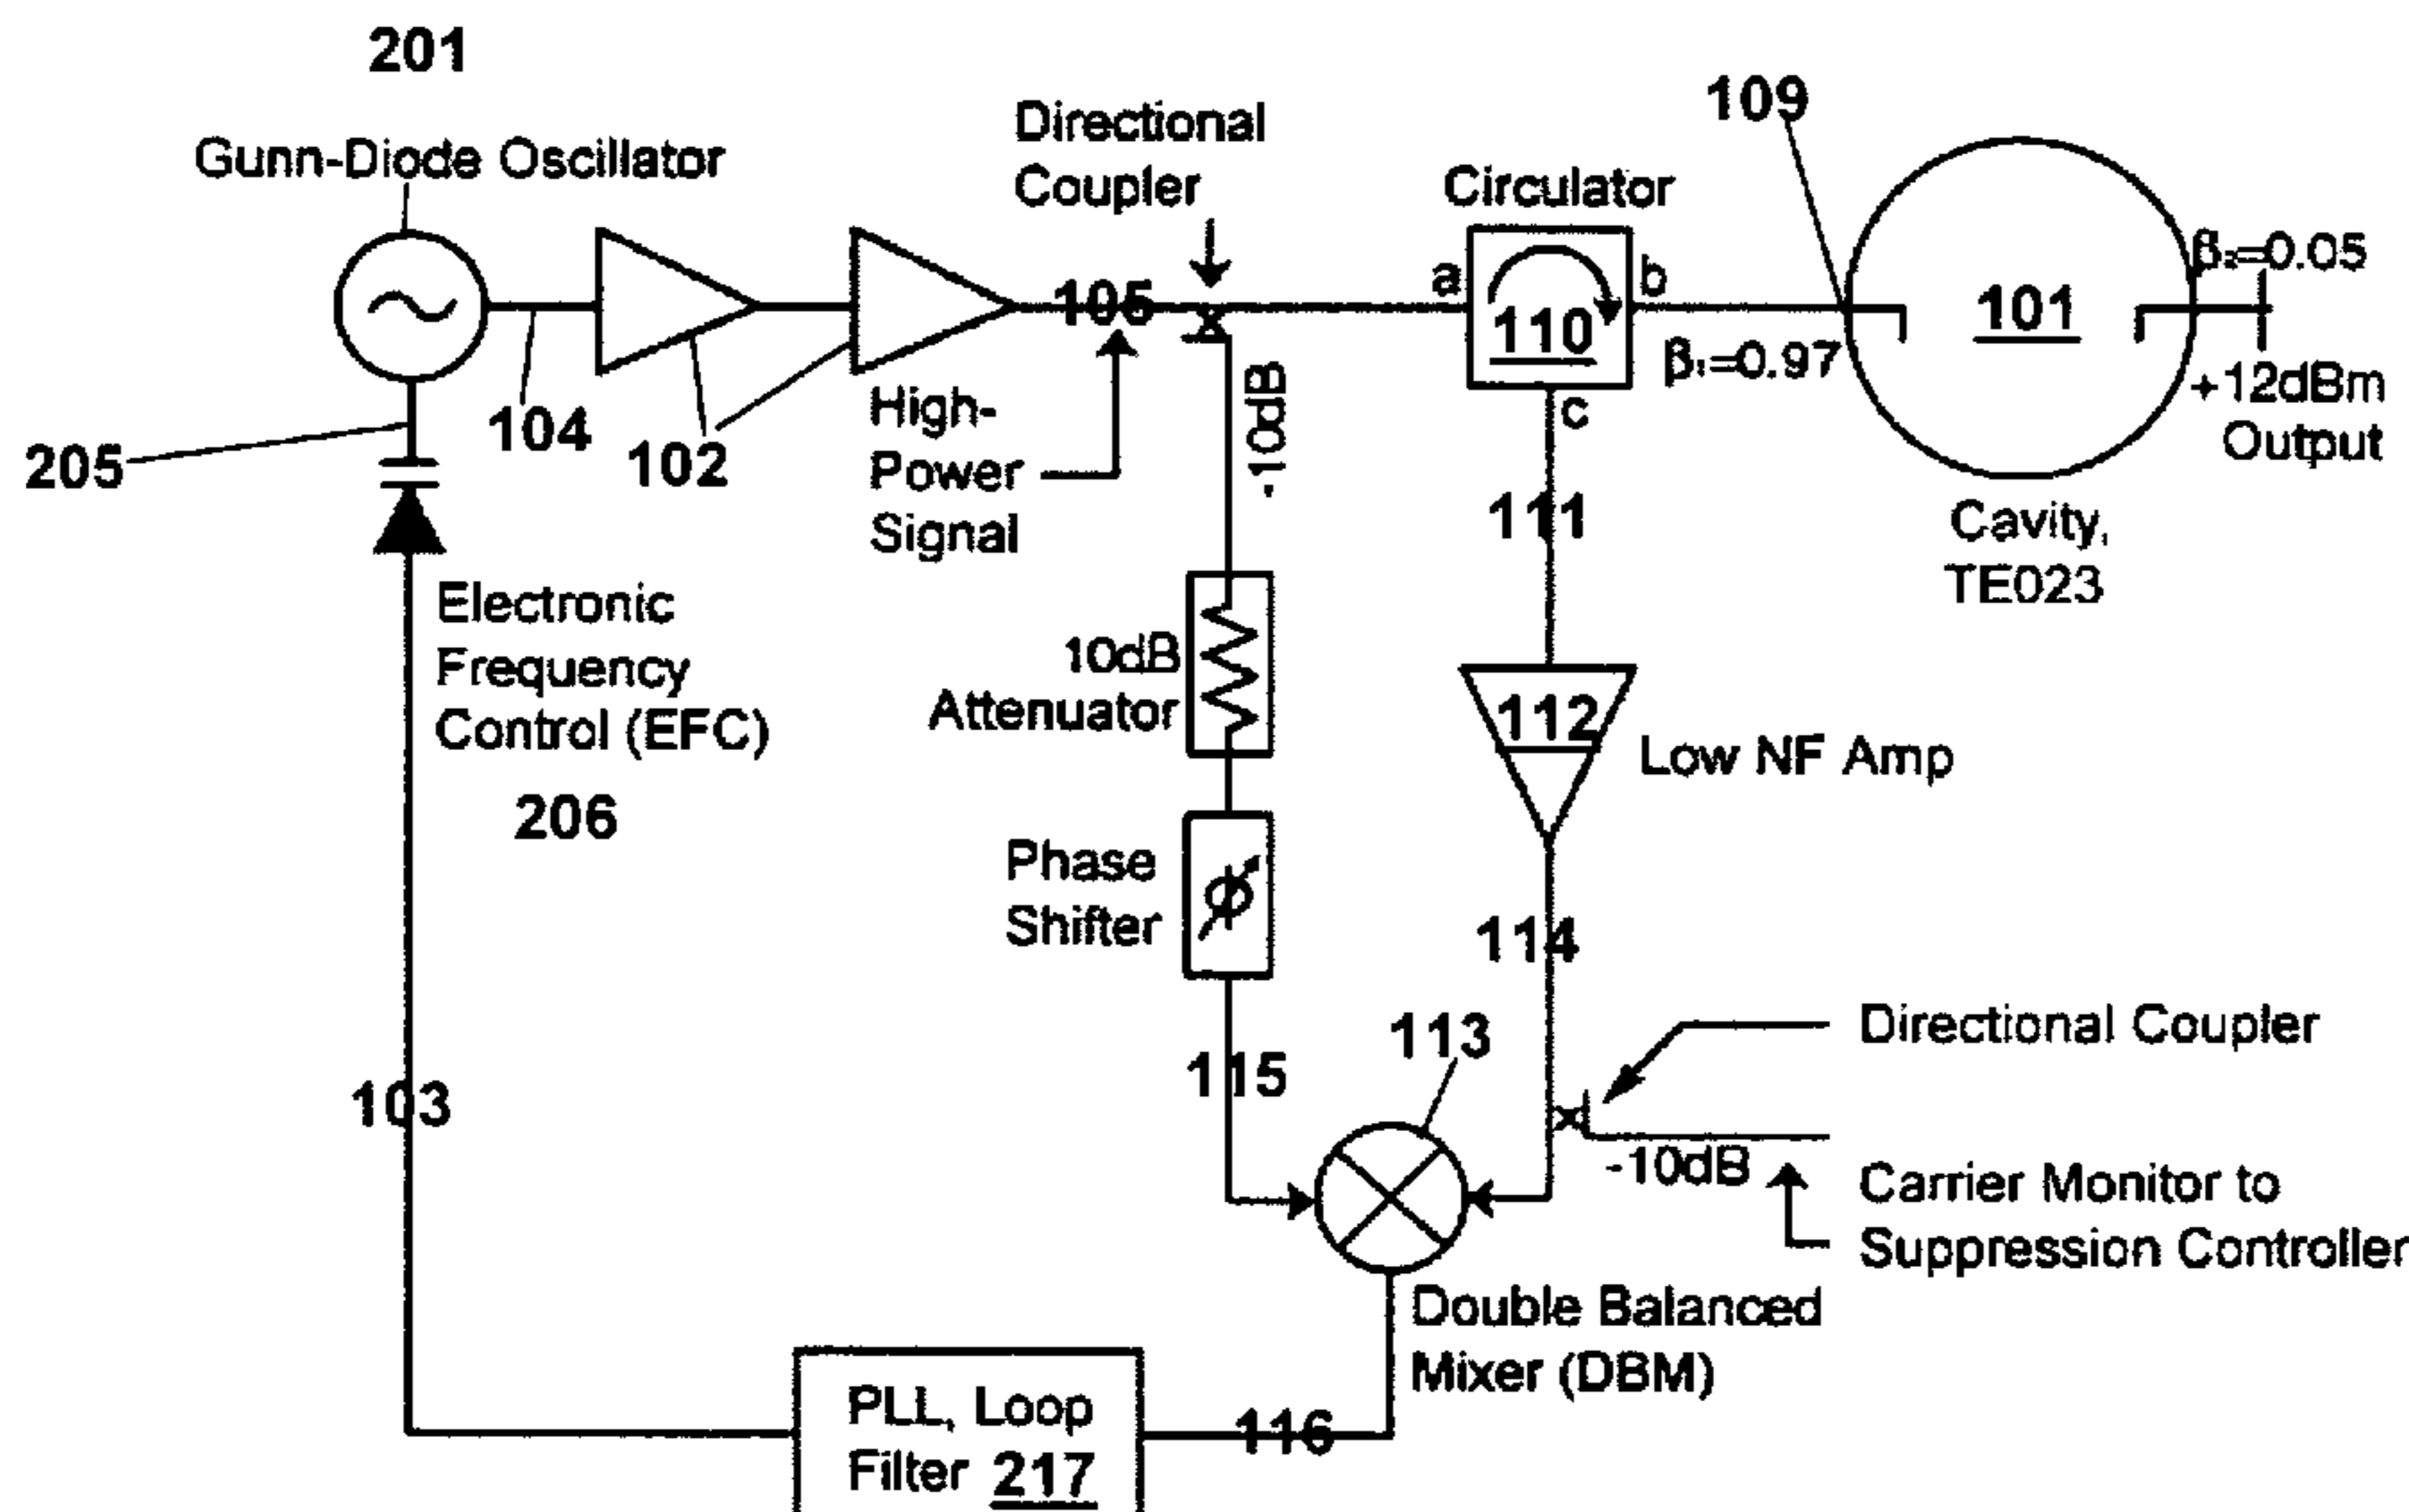 201
Gunn-Diode Oscillator
205
104
102
105
High-
Power
Signal
Directional
Coupler
-10dB
Circulator
a
b
c
110
109
β₁=0.97
101
β₂=0.05
+12dBm
Output
Cavity,
TE023
111
Electronic
Frequency
Control (EFC)
206
10dB
Attenuator
112
Low NF Amp
Phase
Shifter
114
115
113
103
Directional Coupler
-10dB
Carrier Monitor to
Suppression Controller
Double Balanced
Mixer (DBM)
116
PLL, Loop
Filter 217